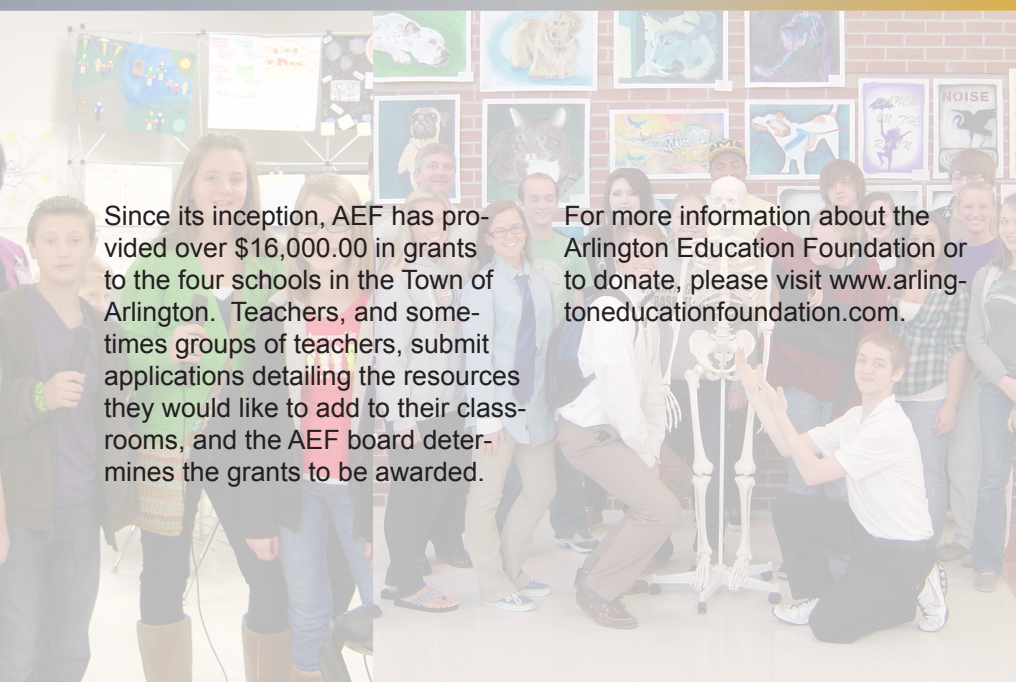 Since its inception, AEF has pro-
vided over $16,000.00 in grants
to the four schools in the Town of
Arlington.  Teachers, and some-
times groups of teachers, submit
applications detailing the resources
they would like to add to their class-
rooms, and the AEF board deter-
mines the grants to be awarded.
For more information about the
Arlington Education Foundation or
to donate, please visit www.arling-
toneducationfoundation.com.
NOISE